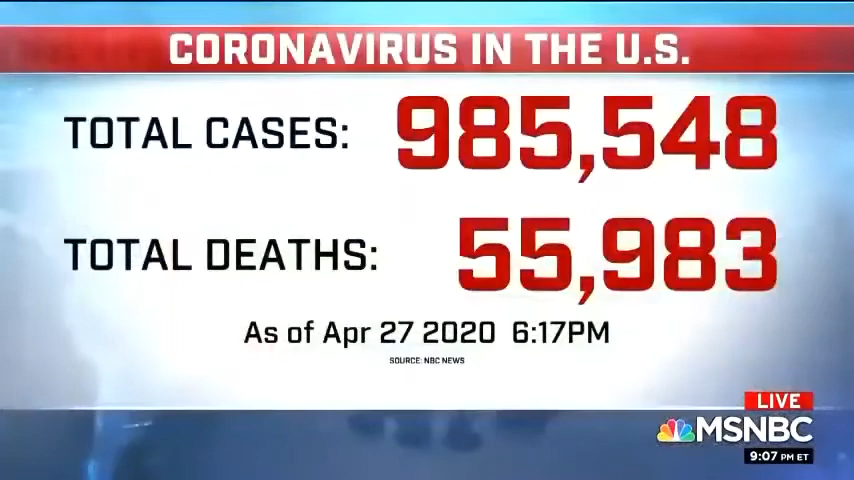 CORONAVIRUS IN THE U.S.
TOTAL CASES: 985,548
TOTAL DEATHS: 55,983
As of Apr 27 2020 6:17PM
SOURCE: NBC NEWS
LIVE
MSNBC
9:07 PM ET